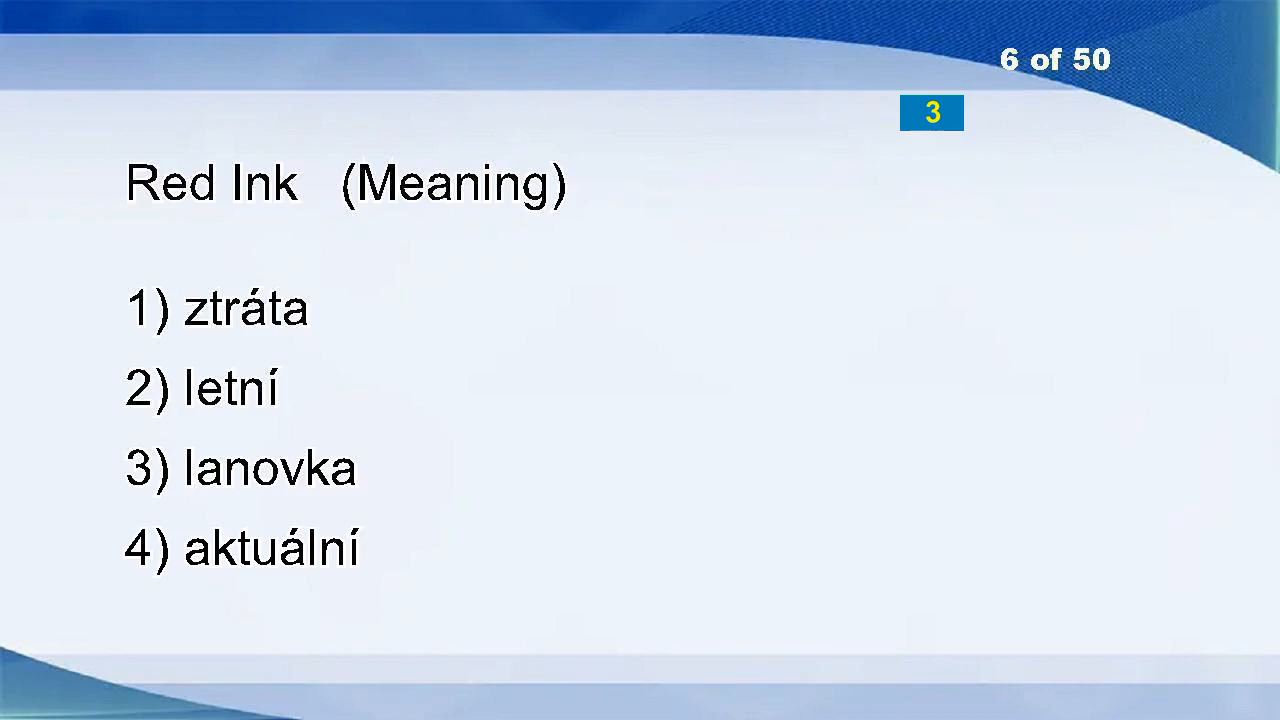 6 of 50
3
Red Ink (Meaning)
1) ztráta
2) letní
3) lanovka
4) aktuální